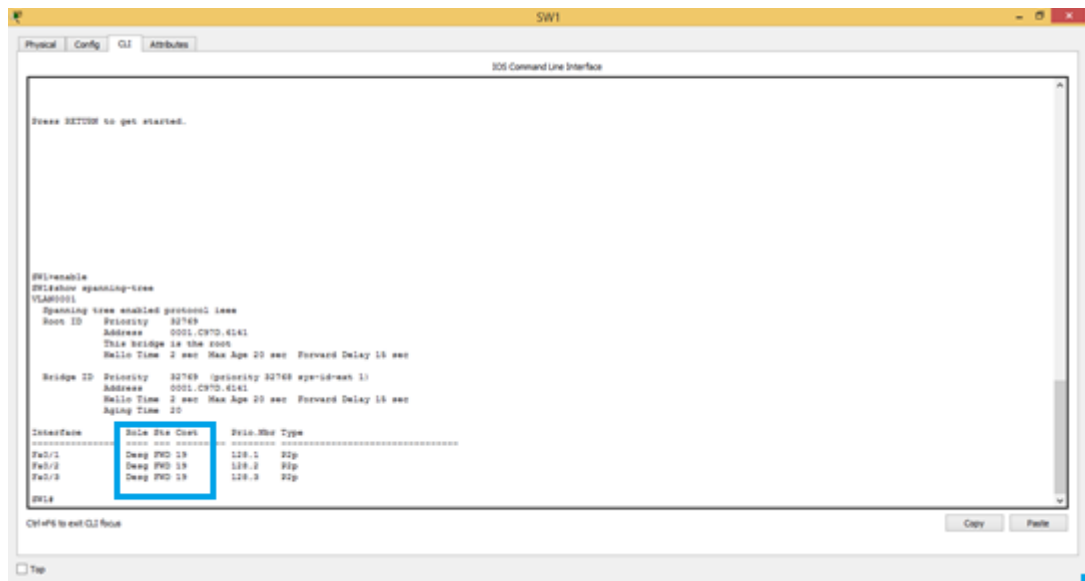 SW1
Physical Config CLI Attributes
IOS Command Line Interface
Press RETURN to get started.
SW1>enable
SW1#show spanning-tree
VLAN0001
Spanning tree enabled protocol ieee
Root ID Priority 32769
Address 0001.C97D.6141
This bridge is the root
Hello Time 2 sec Max Age 20 sec Forward Delay 15 sec
Bridge ID Priority 32769 (priority 32768 sys-id-ext 1)
Address 0001.C97D.6141
Hello Time 2 sec Max Age 20 sec Forward Delay 15 sec
Aging Time 20
Interface Role Sts Cost Prio.Nbr Type
---------------- ---- --- --------- -------- --------------------------------
Fa0/1 Desg FWD 19 128.1 P2p
Fa0/2 Desg FWD 19 128.2 P2p
Fa0/3 Desg FWD 19 128.3 P2p
SW1#
Ctrl+F6 to exit CLI focus
Copy Paste
Top